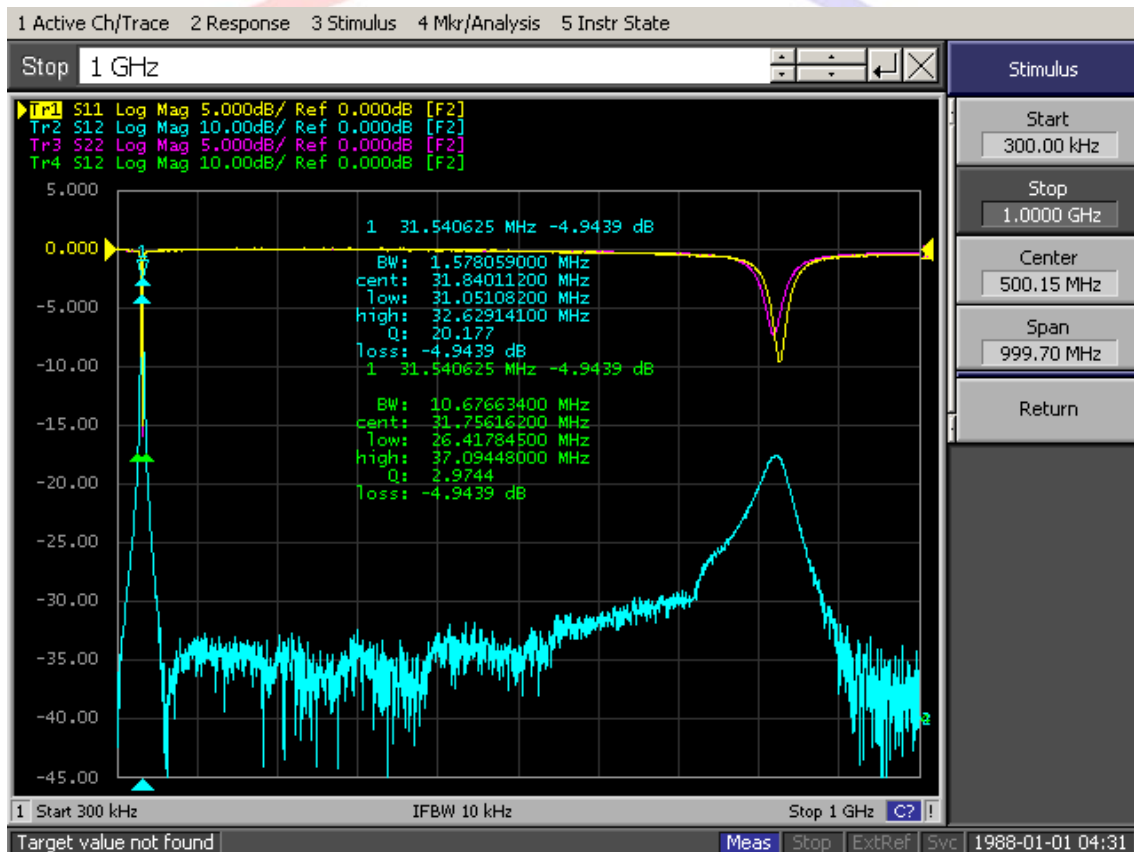 1 Active Ch/Trace 2 Response 3 Stimulus 4 Mkr/Analysis 5 Instr State
Stop 1 GHz
Stimulus
Start
300.00 kHz
Stop
1.0000 GHz
Center
500.15 MHz
Span
999.70 MHz
Return
Tr1 S11 Log Mag 5.000dB/ Ref 0.000dB [F2]
Tr2 S12 Log Mag 10.00dB/ Ref 0.000dB [F2]
Tr3 S22 Log Mag 5.000dB/ Ref 0.000dB [F2]
Tr4 S12 Log Mag 10.00dB/ Ref 0.000dB [F2]
5.000
0.000
-5.000
-10.00
-15.00
-20.00
-25.00
-30.00
-35.00
-40.00
-45.00
1 31.540625 MHz -4.9439 dB
BW: 1.578059000 MHz
cent: 31.84011200 MHz
low: 31.05108200 MHz
high: 32.62914100 MHz
Q: 20.177
loss: -4.9439 dB
1 31.540625 MHz -4.9439 dB
BW: 10.67663400 MHz
cent: 31.75616200 MHz
low: 26.41784500 MHz
high: 37.09448000 MHz
Q: 2.9744
loss: -4.9439 dB
1 Start 300 kHz IFBW 10 kHz Stop 1 GHz C? !
Target value not found Meas Stop ExtRef Svc 1988-01-01 04:31